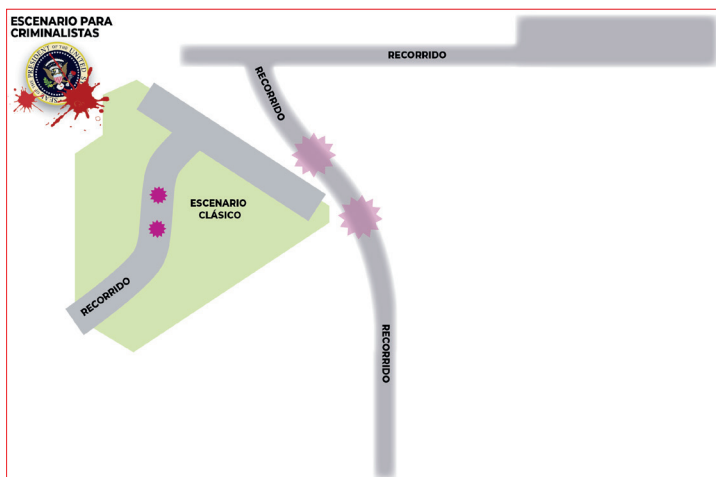 ESCENARIO PARA
CRIMINALISTAS
RECORRIDO
RECORRIDO
ESCENARIO
CLÁSICO
RECORRIDO
RECORRIDO